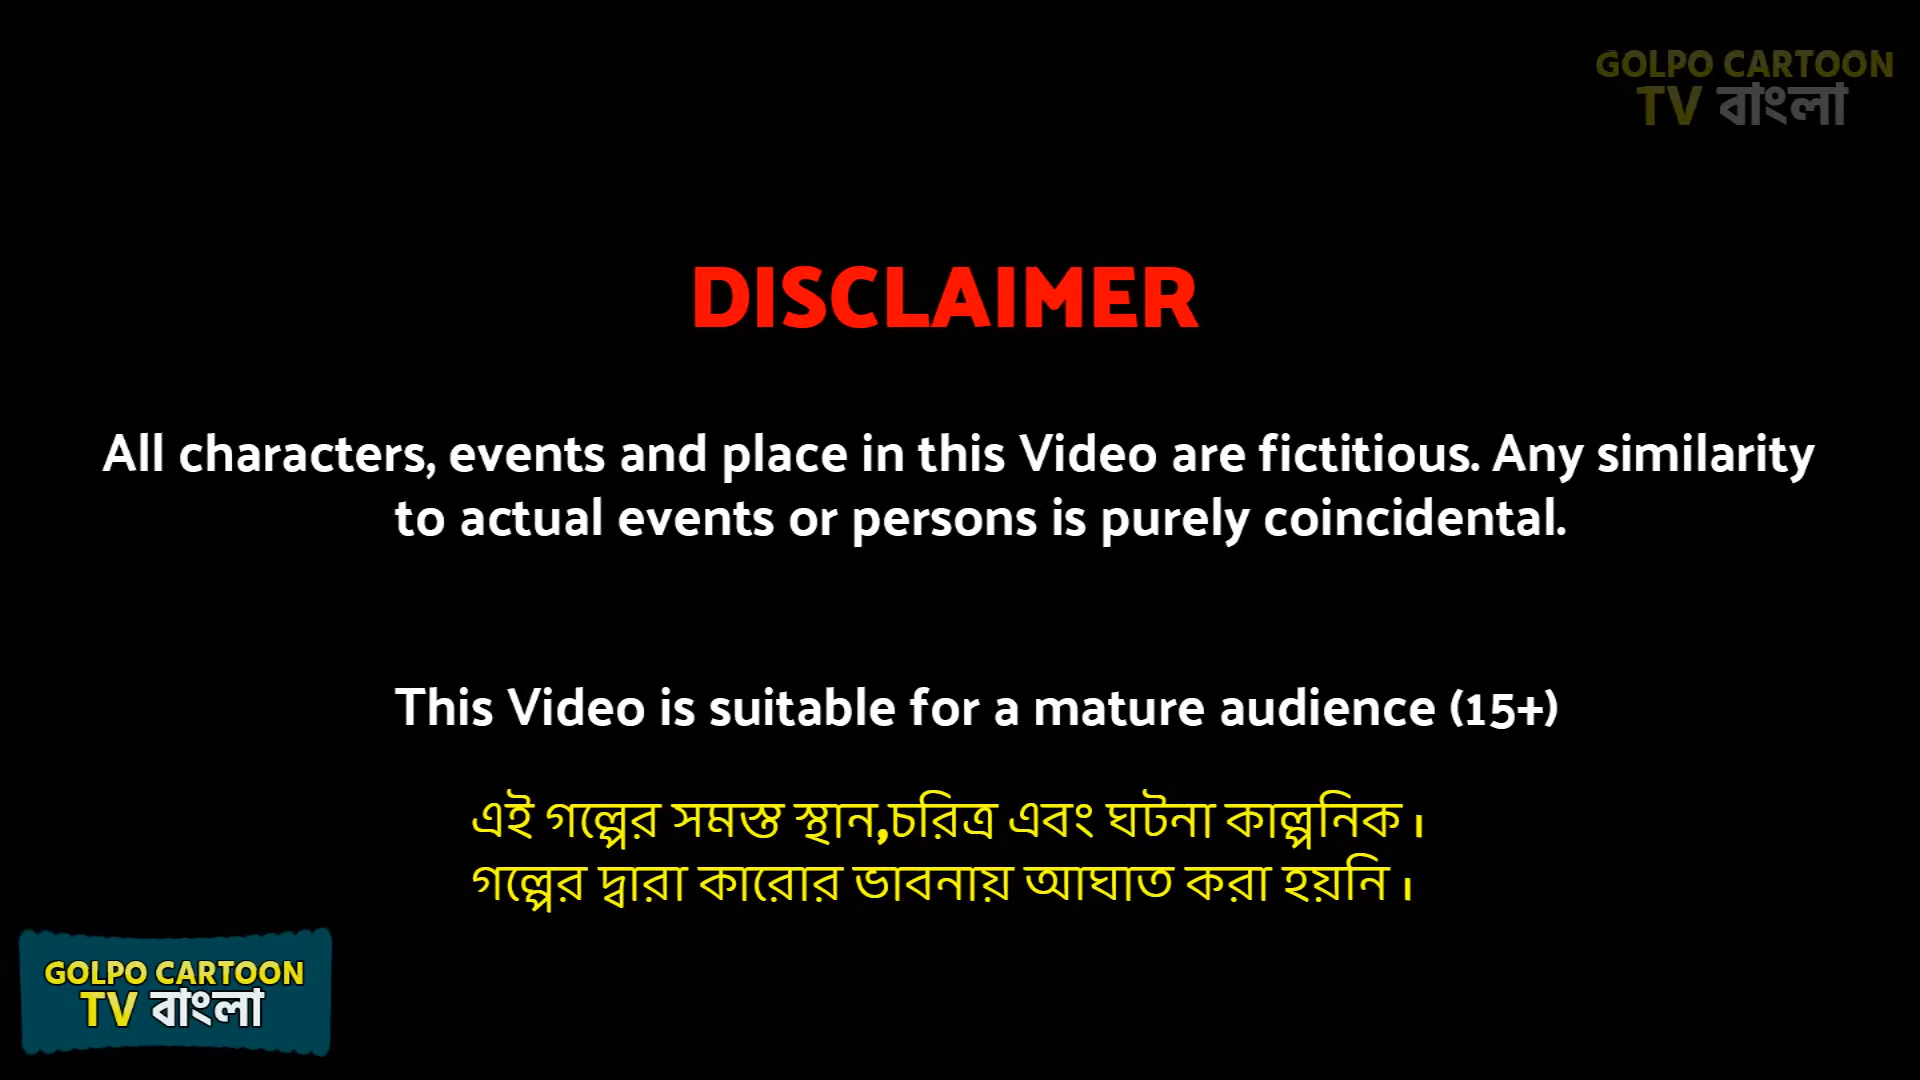 GOLPO CARTOON
TV বাংলা
DISCLAIMER
All characters, events and place in this Video are fictitious. Any similarity
to actual events or persons is purely coincidental.
This Video is suitable for a mature audience (15+)
এই গল্পের সমস্ত স্থান,চরিত্র এবং ঘটনা কাল্পনিক ।
গল্পের দ্বারা কারোর ভাবনায় আঘাত করা হয়নি ।
GOLPO CARTOON
TV বাংলা